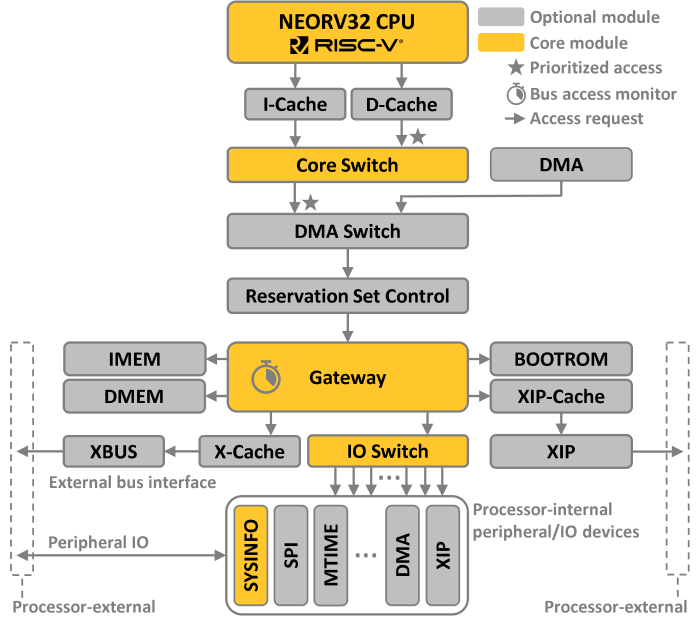 NEORV32 CPU
RISC-V®
Optional module
Core module
Prioritized access
Bus access monitor
Access request
I-Cache
D-Cache
Core Switch
DMA
DMA Switch
Reservation Set Control
IMEM
DMEM
Gateway
BOOTROM
XIP-Cache
XBUS
X-Cache
IO Switch
XIP
External bus interface
...
Processor-internal
peripheral/IO devices
Peripheral IO
SYSINFO
SPI
MTIME
...
DMA
XIP
Processor-external
Processor-external